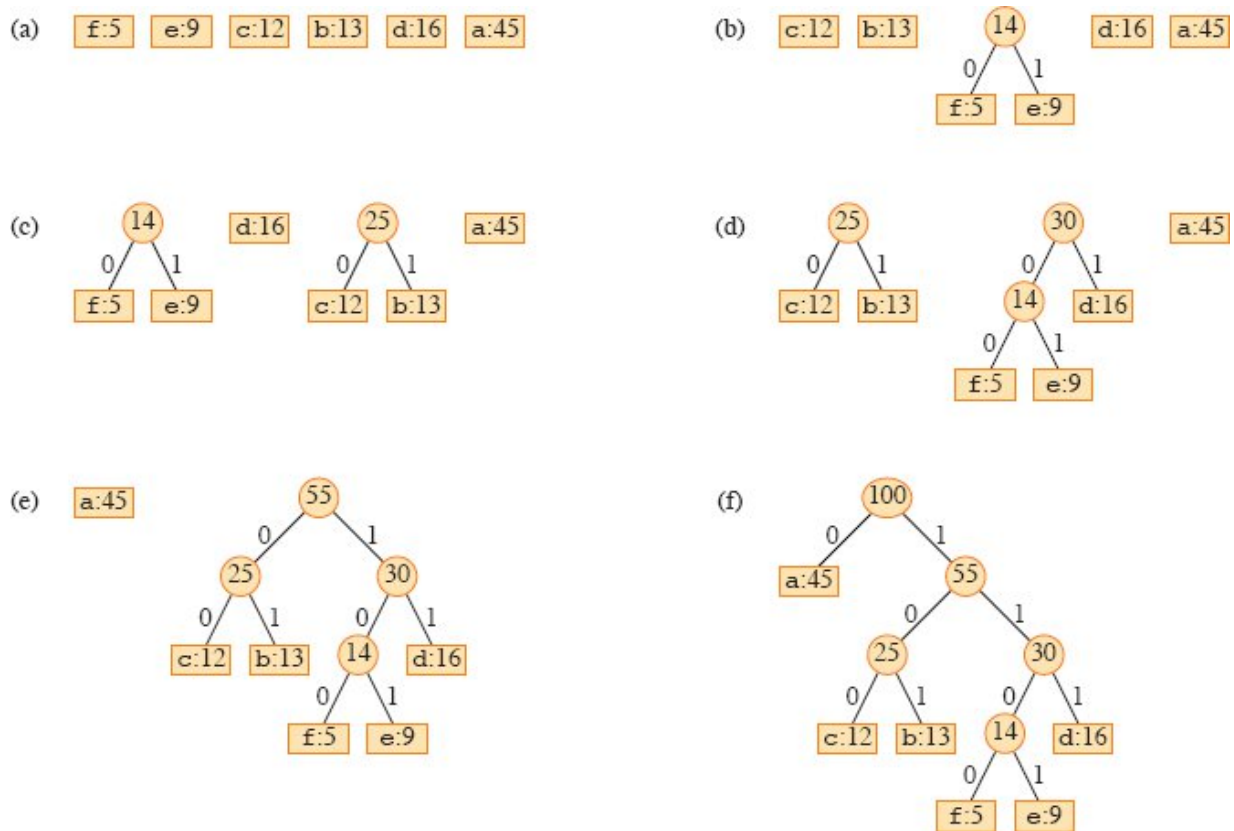 (a) f:5 e:9 c:12 b:13 d:16 a:45
(b) c:12 b:13 14 d:16 a:45
0 1
f:5 e:9
(c) 14 d:16 25 a:45
0 1 0 1
f:5 e:9 c:12 b:13
(d) 25 30 a:45
0 1 0 1
c:12 b:13 14 d:16
0 1
f:5 e:9
(e) a:45 55
0 1
25 30
0 1 0 1
c:12 b:13 14 d:16
0 1
f:5 e:9
(f) 100
0 1
a:45 55
0 1
25 30
0 1 0 1
c:12 b:13 14 d:16
0 1
f:5 e:9